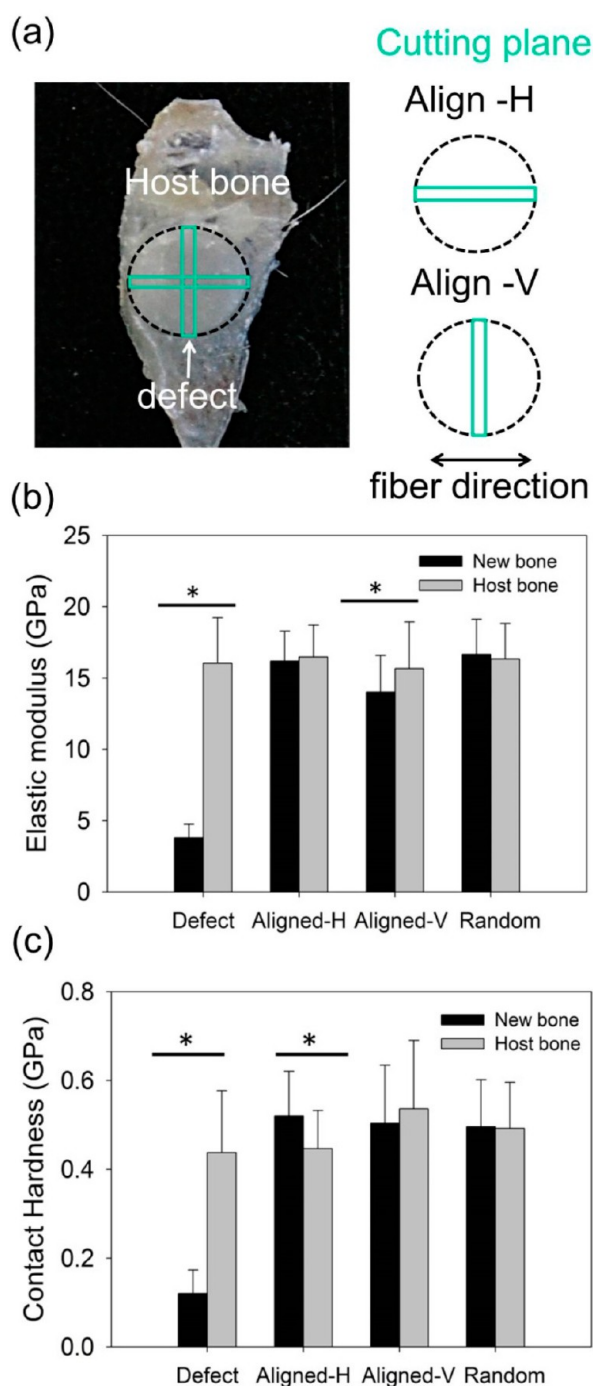 (a)
Cutting plane
Align -H
Host bone
Align -V
defect
fiber direction
(b)
Elastic modulus (GPa)
25
20
15
10
5
0
New bone
Host bone
*
*
Defect
Aligned-H
Aligned-V
Random
(c)
Contact Hardness (GPa)
0.8
0.6
0.4
0.2
0.0
New bone
Host bone
*
*
Defect
Aligned-H
Aligned-V
Random